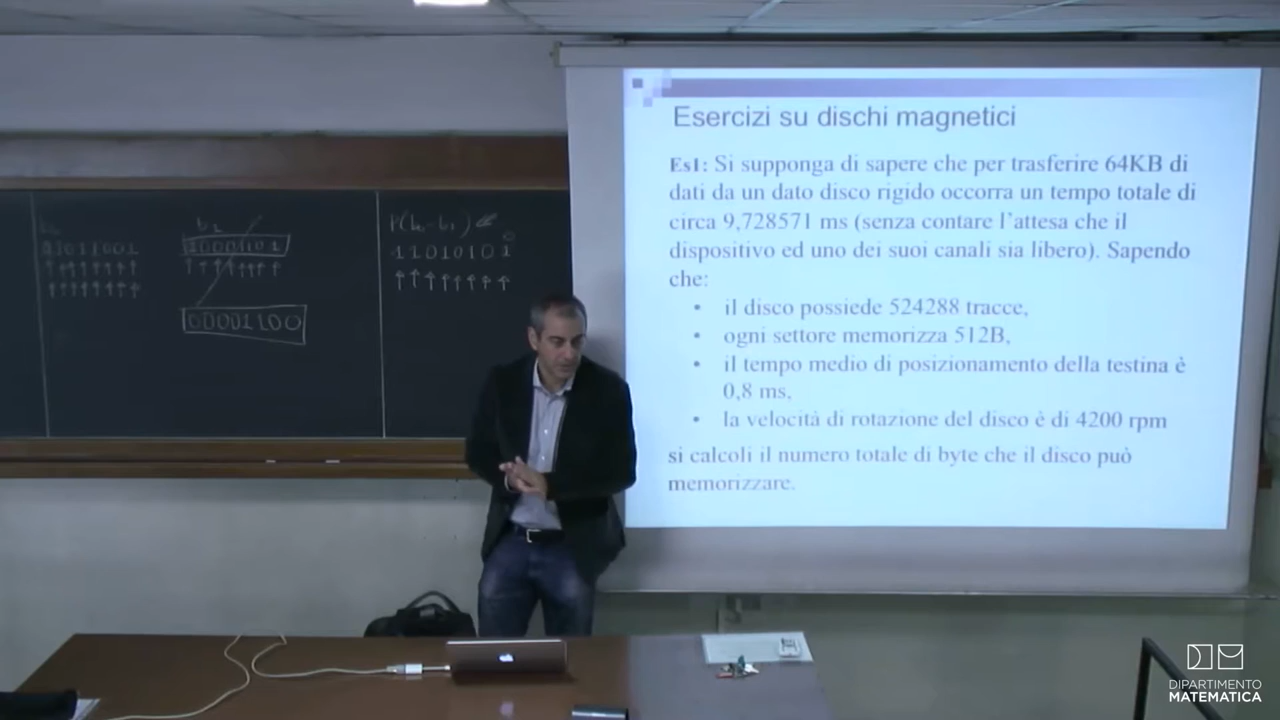 b₂
P(b₀-b₁)
11010101
00001100
Esercizi su dischi magnetici
Es1: Si supponga di sapere che per trasferire 64KB di
dati da un dato disco rigido occorra un tempo totale di
circa 9,728571 ms (senza contare l'attesa che il
dispositivo ed uno dei suoi canali sia libero). Sapendo
che:
• il disco possiede 524288 tracce,
• ogni settore memorizza 512B,
• il tempo medio di posizionamento della testina è
0,8 ms,
• la velocità di rotazione del disco è di 4200 rpm
si calcoli il numero totale di byte che il disco può
memorizzare.
DIPARTIMENTO
MATEMATICA